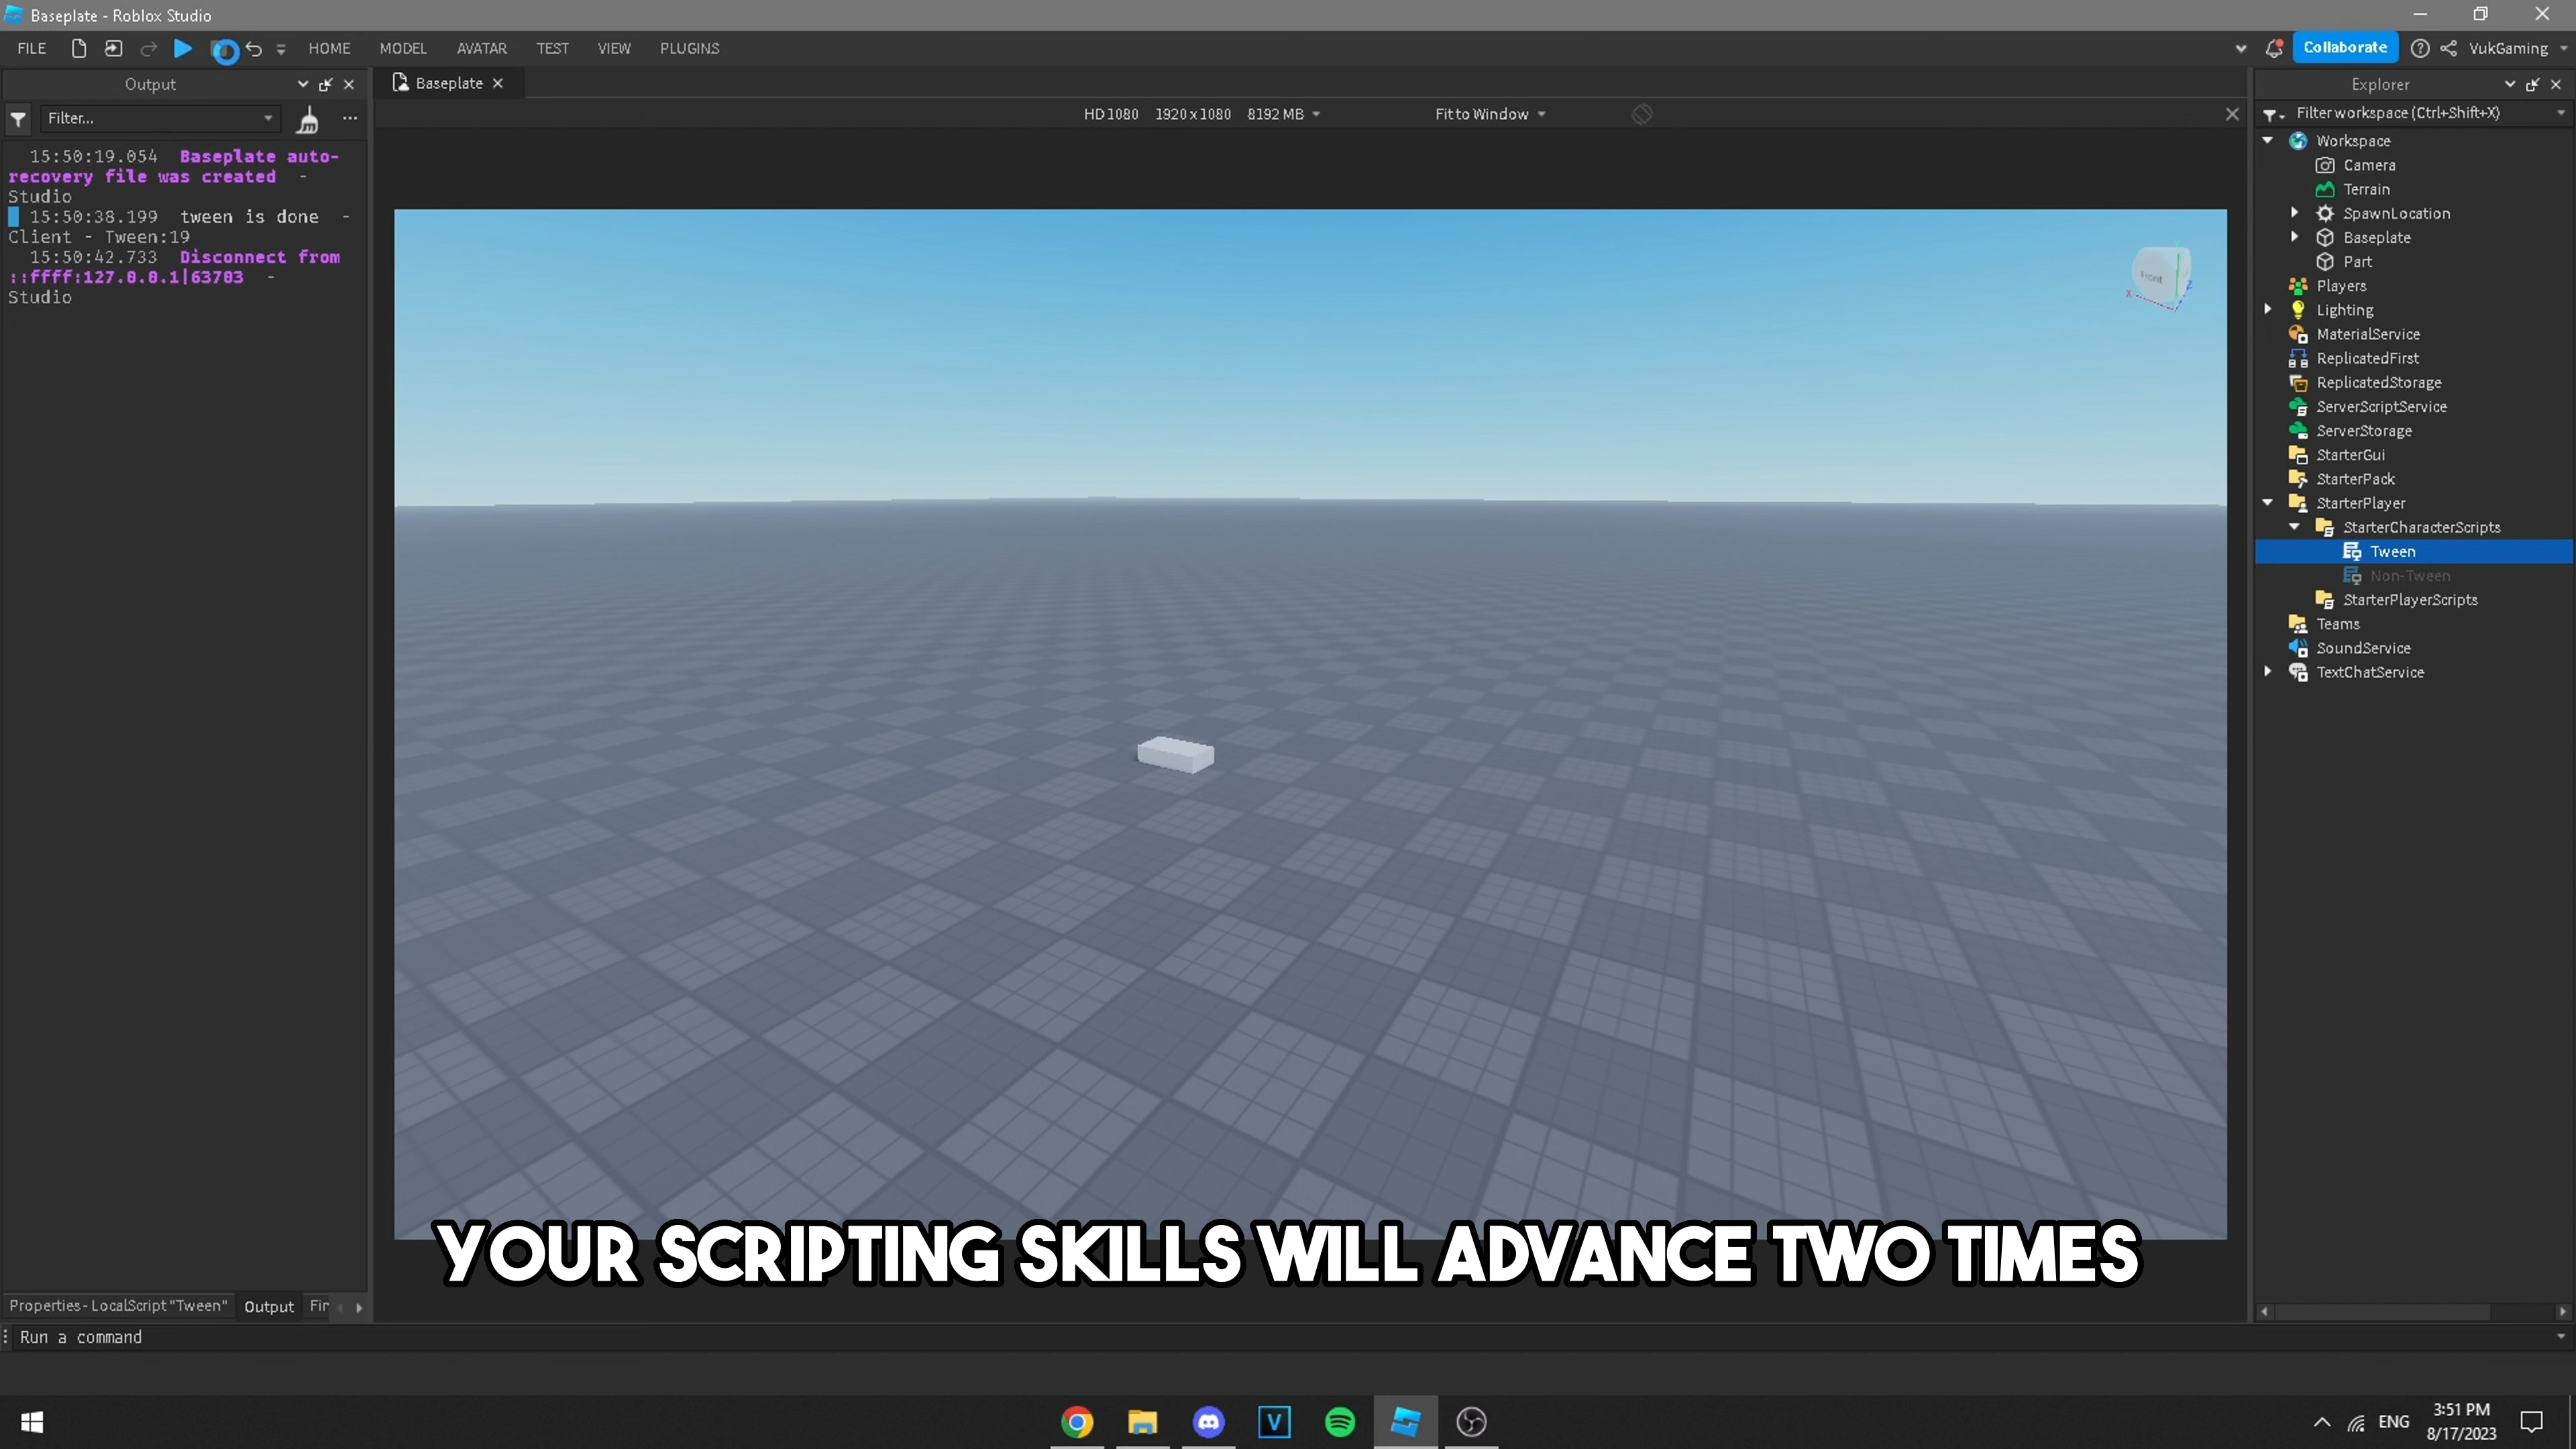 Baseplate - Roblox Studio
FILE
HOME
MODEL
AVATAR
TEST
VIEW
PLUGINS
Collaborate
VukGaming
Output
Filter...
15:50:19.054 Baseplate auto-
recovery file was created -
Studio
15:50:38.199 tween is done -
Client - Tween:19
15:50:42.733 Disconnect from
::ffff:127.0.0.1|63703 -
Studio
Properties - LocalScript "Tween"
Output
Fir
Run a command
Baseplate
HD 1080 1920 x 1080 8192 MB
Fit to Window
Front
X
Z
YOUR SCRIPTING SKILLS WILL ADVANCE TWO TIMES
Explorer
Filter workspace (Ctrl+Shift+X)
Workspace
Camera
Terrain
SpawnLocation
Baseplate
Part
Players
Lighting
MaterialService
ReplicatedFirst
ReplicatedStorage
ServerScriptService
ServerStorage
StarterGui
StarterPack
StarterPlayer
StarterCharacterScripts
Tween
Non-Tween
StarterPlayerScripts
Teams
SoundService
TextChatService
V
ENG
3:51 PM
8/17/2023